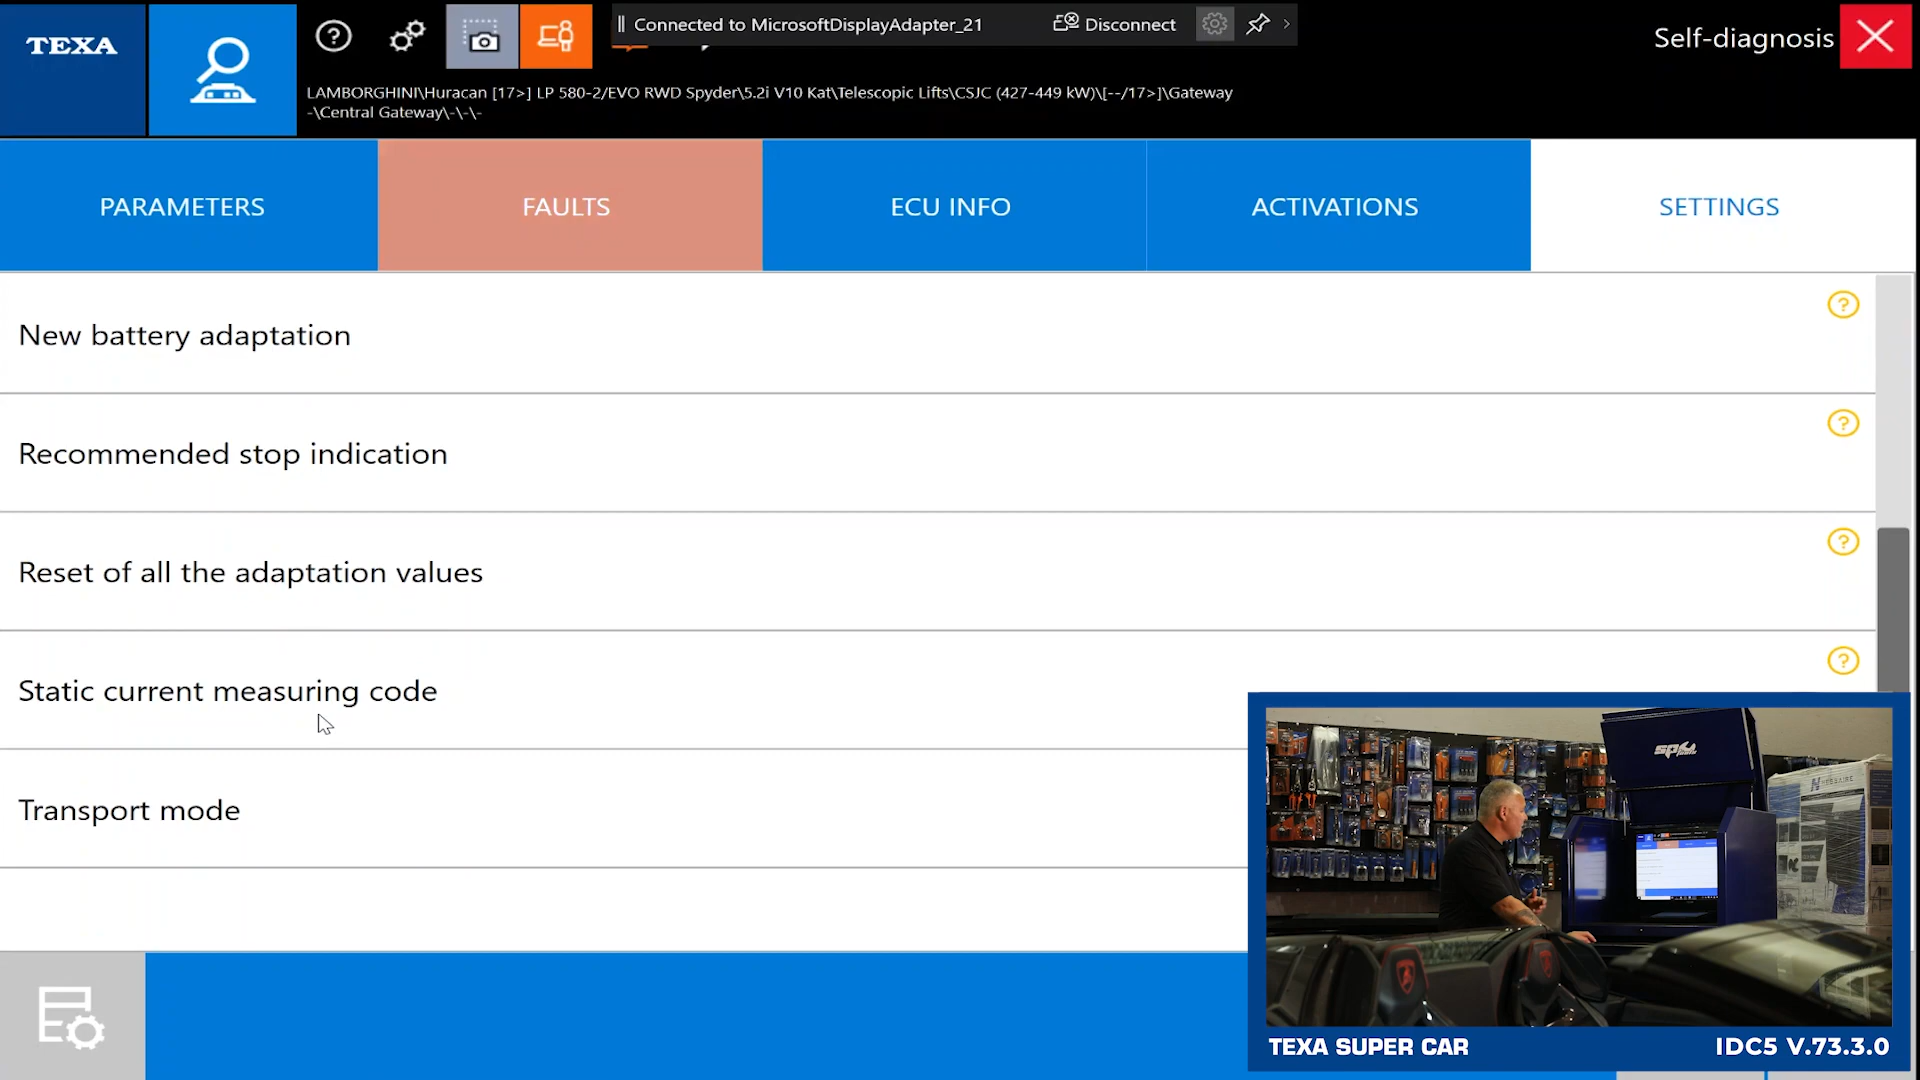 TEXA
Connected to MicrosoftDisplayAdapter_21
Disconnect
Self-diagnosis
LAMBORGHINI\Huracan [17>] LP 580-2/EVO RWD Spyder\5.2i V10 Kat\Telescopic Lifts\CSJC (427-449 kW)\[--/17>]\Gateway
-\Central Gateway\-\-\-
PARAMETERS
FAULTS
ECU INFO
ACTIVATIONS
SETTINGS
New battery adaptation
?
Recommended stop indication
?
Reset of all the adaptation values
?
Static current measuring code
?
Transport mode
TEXA SUPER CAR
IDC5 V.73.3.0